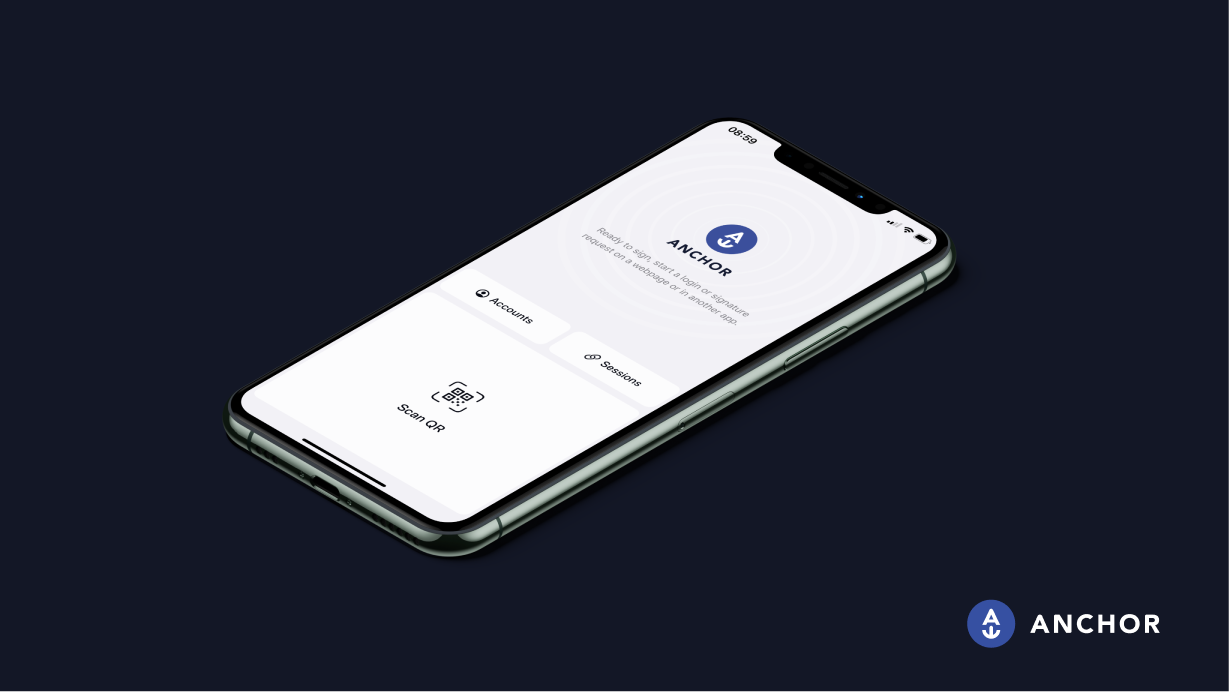 08:59
ANCHOR
Ready to sign, start a login or signature
request on a webpage or in another app.
Accounts
Sessions
Scan QR
ANCHOR